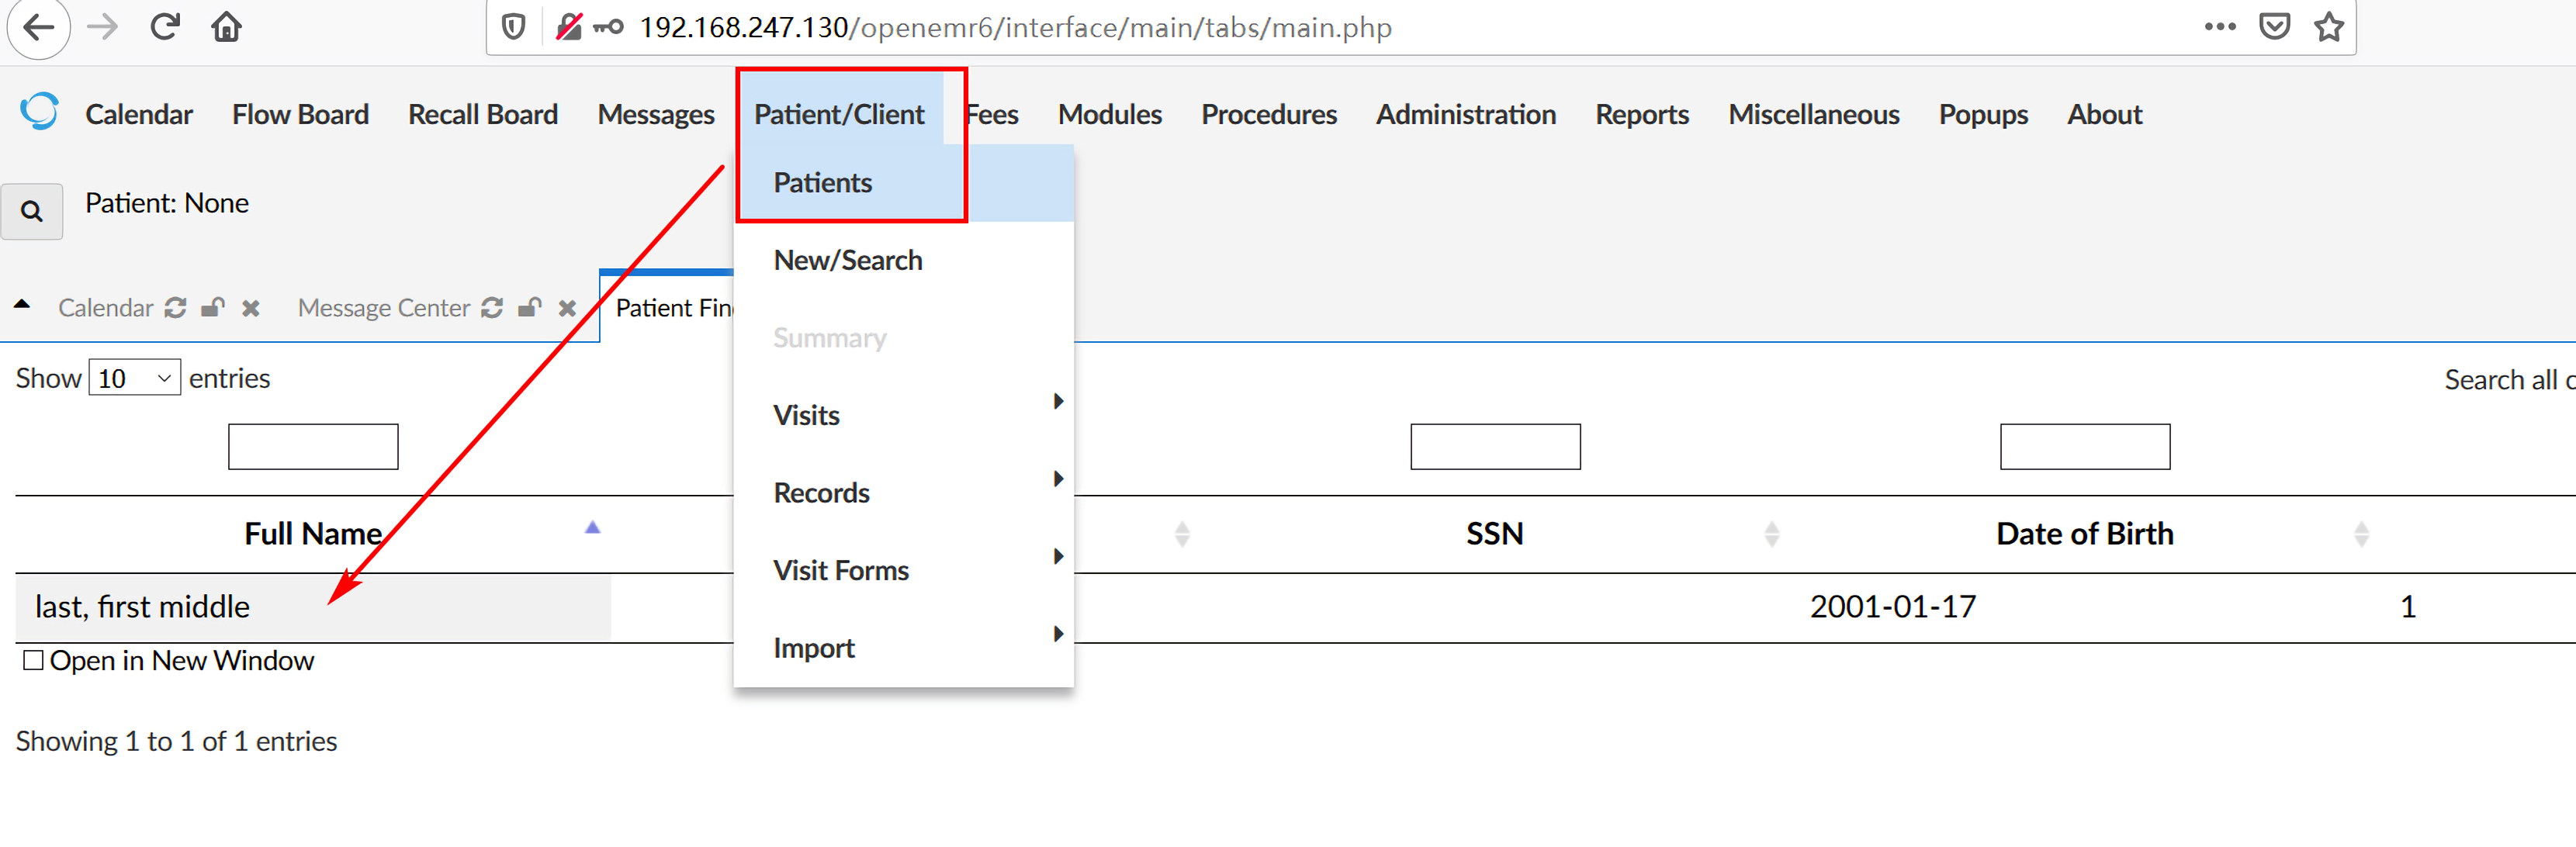 192.168.247.130/openemr6/interface/main/tabs/main.php
Calendar Flow Board Recall Board Messages Patient/Client Fees Modules Procedures Administration Reports Miscellaneous Popups About
Patients
Patient: None
New/Search
Calendar Message Center Patient Fin
Summary
Show 10 entries
Search all c
Visits
Records
Full Name SSN Date of Birth
Visit Forms
last, first middle 2001-01-17 1
Import
Open in New Window
Showing 1 to 1 of 1 entries